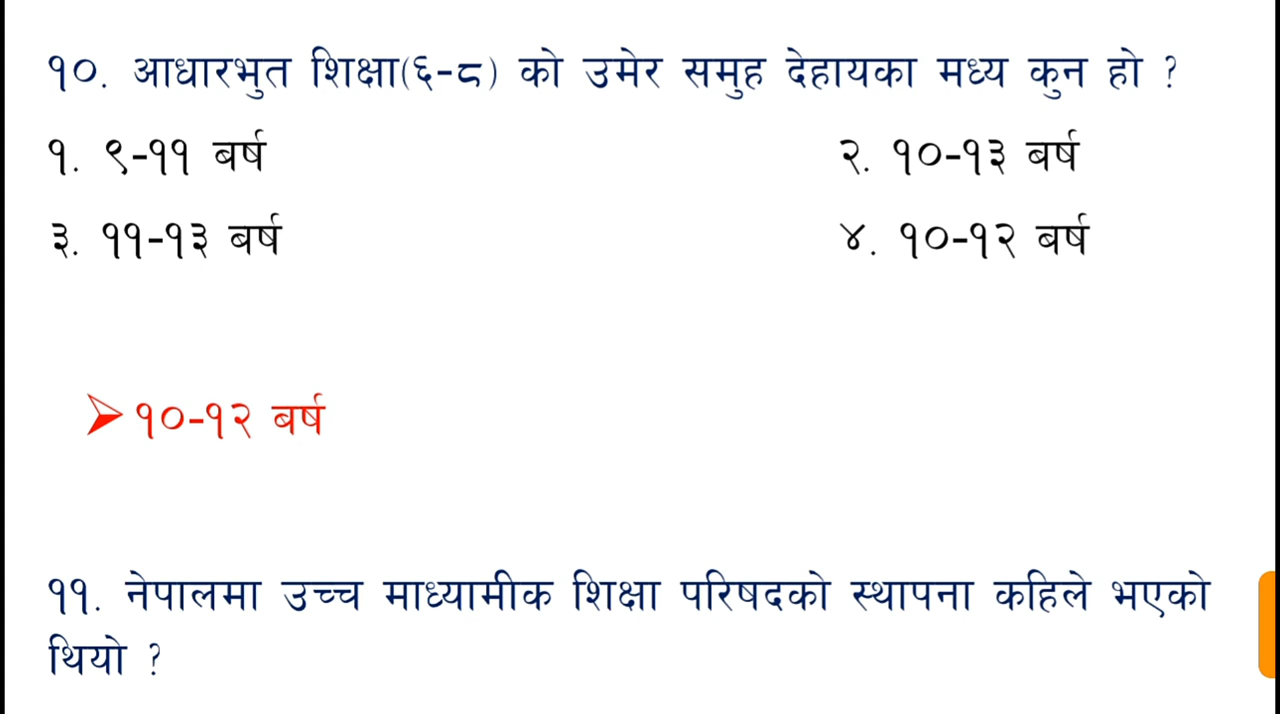 १०. आधारभुत शिक्षा(६-८) को उमेर समुह देहायका मध्य कुन हो ?
१. ९-११ बर्ष २. १०-१३ बर्ष
३. ११-१३ बर्ष ४. १०-१२ बर्ष
➢१०-१२ बर्ष
११. नेपालमा उच्च माध्यामीक शिक्षा परिषदको स्थापना कहिले भएको
थियो ?